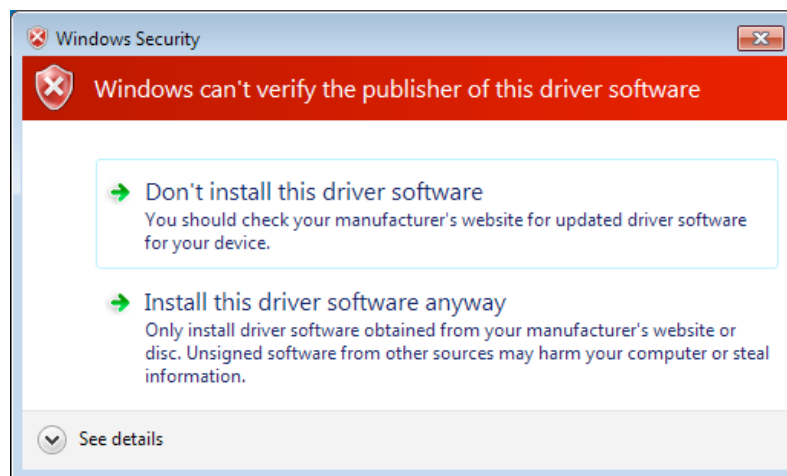 Windows Security
Windows can't verify the publisher of this driver software
Don't install this driver software
You should check your manufacturer's website for updated driver software
for your device.
Install this driver software anyway
Only install driver software obtained from your manufacturer's website or
disc. Unsigned software from other sources may harm your computer or steal
information.
See details